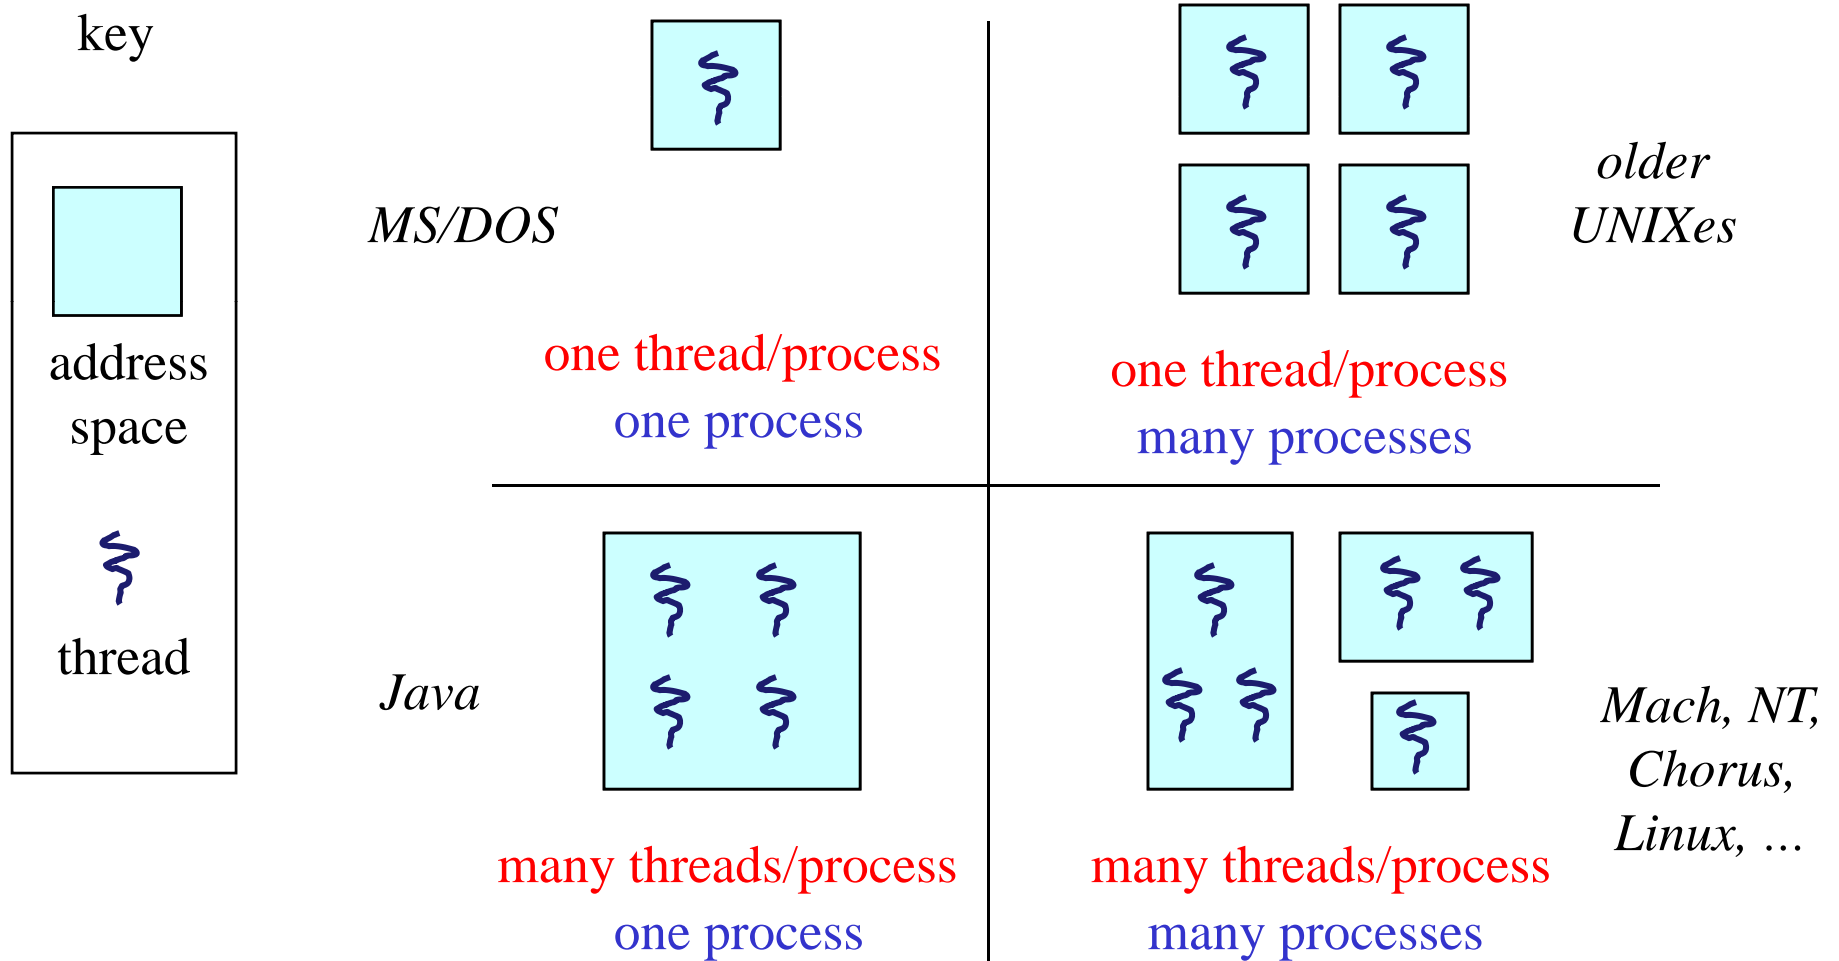 key
address
space
thread
MS/DOS
one thread/process
one process
older
UNIXes
one thread/process
many processes
Java
many threads/process
one process
Mach, NT,
Chorus,
Linux, ...
many threads/process
many processes